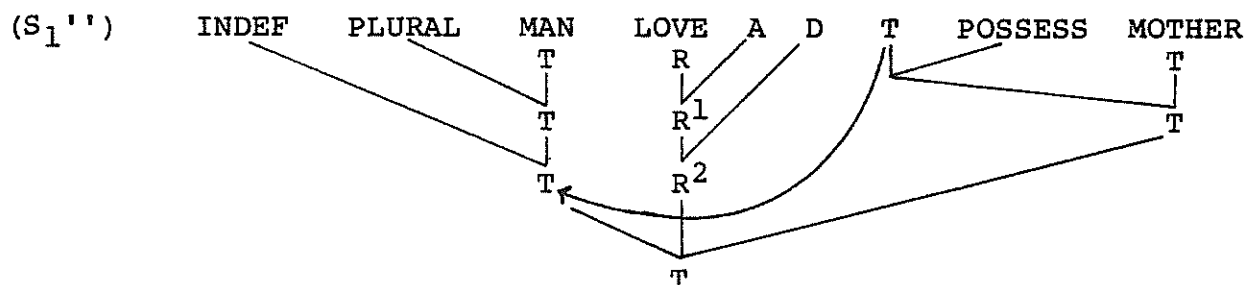 (S₁'') INDEF PLURAL MAN LOVE A D T POSSESS MOTHER
T R T
T R¹ T
T R²
T